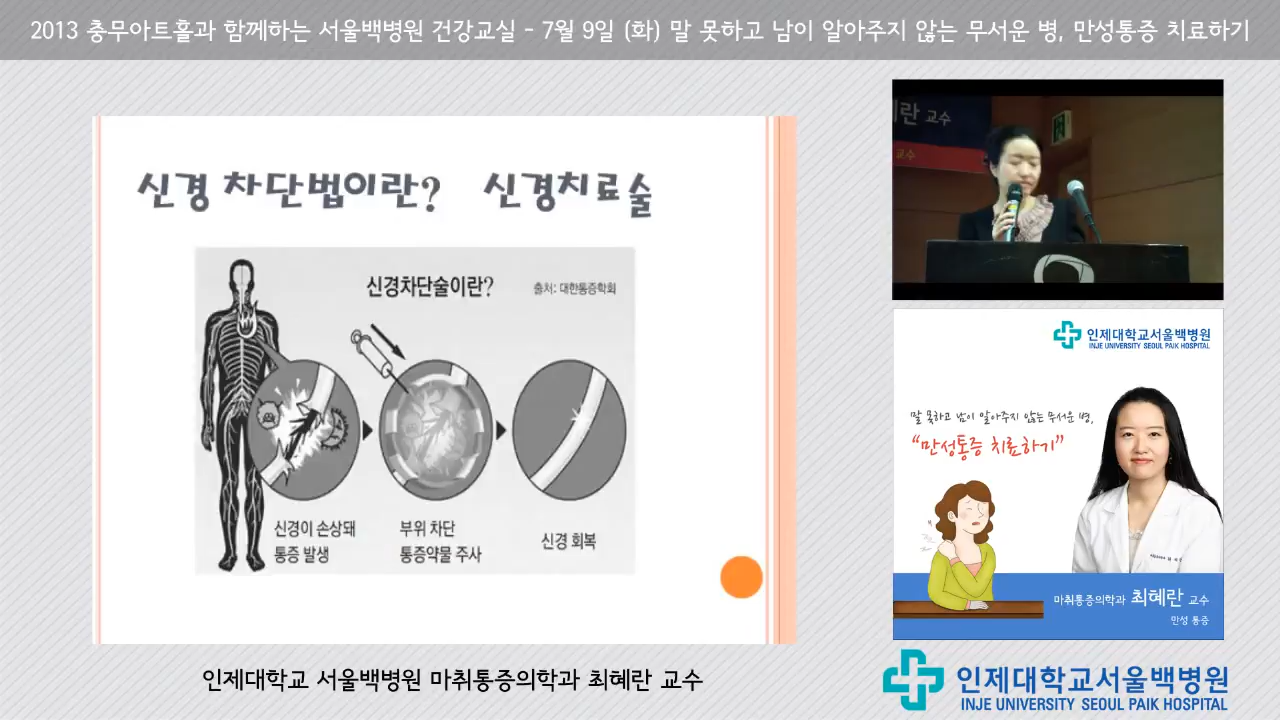 2013 충무아트홀과 함께하는 서울백병원 건강교실 - 7월 9일 (화) 말 못하고 남이 알아주지 않는 무서운 병, 만성통증 치료하기
신경 차단법이란? 신경치료술
신경차단술이란?
출처: 대한통증학회
신경이 손상돼
통증 발생
부위 차단
통증약물 주사
신경 회복
란 교수
교수
인제대학교서울백병원
INJE UNIVERSITY SEOUL PAIK HOSPITAL
말 못하고 남이 알아주지 않는 무서운 병,
“만성통증 치료하기”
마취통증의학과 최혜란 교수
만성 통증
인제대학교 서울백병원 마취통증의학과 최혜란 교수
인제대학교서울백병원
INJE UNIVERSITY SEOUL PAIK HOSPITAL